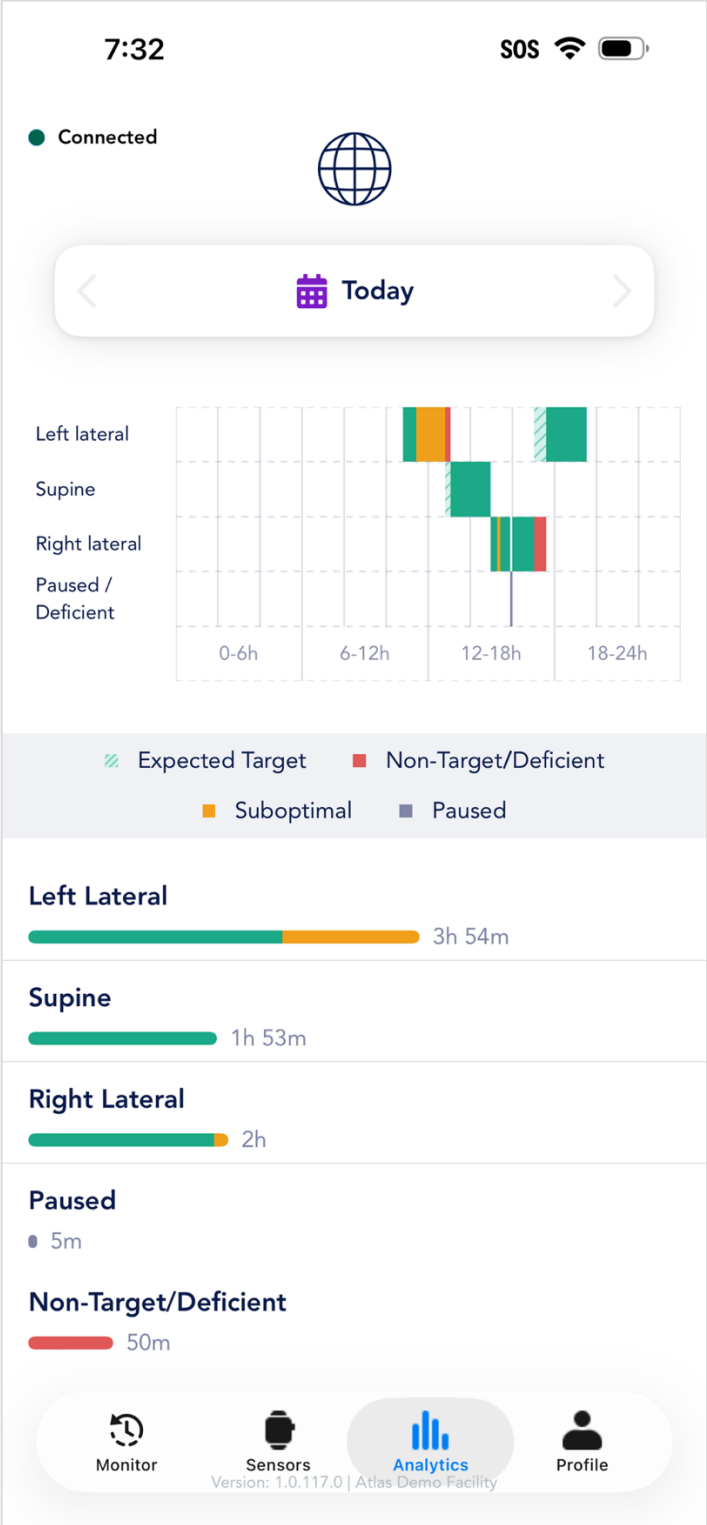 7:32 SOS
Connected
Today
Left lateral
Supine
Right lateral
Paused /
Deficient
0-6h 6-12h 12-18h 18-24h
Expected Target Non-Target/Deficient
Suboptimal Paused
Left Lateral
3h 54m
Supine
1h 53m
Right Lateral
2h
Paused
5m
Non-Target/Deficient
50m
Monitor Sensors Analytics Profile
Version: 1.0.117.0 | Atlas Demo Facility